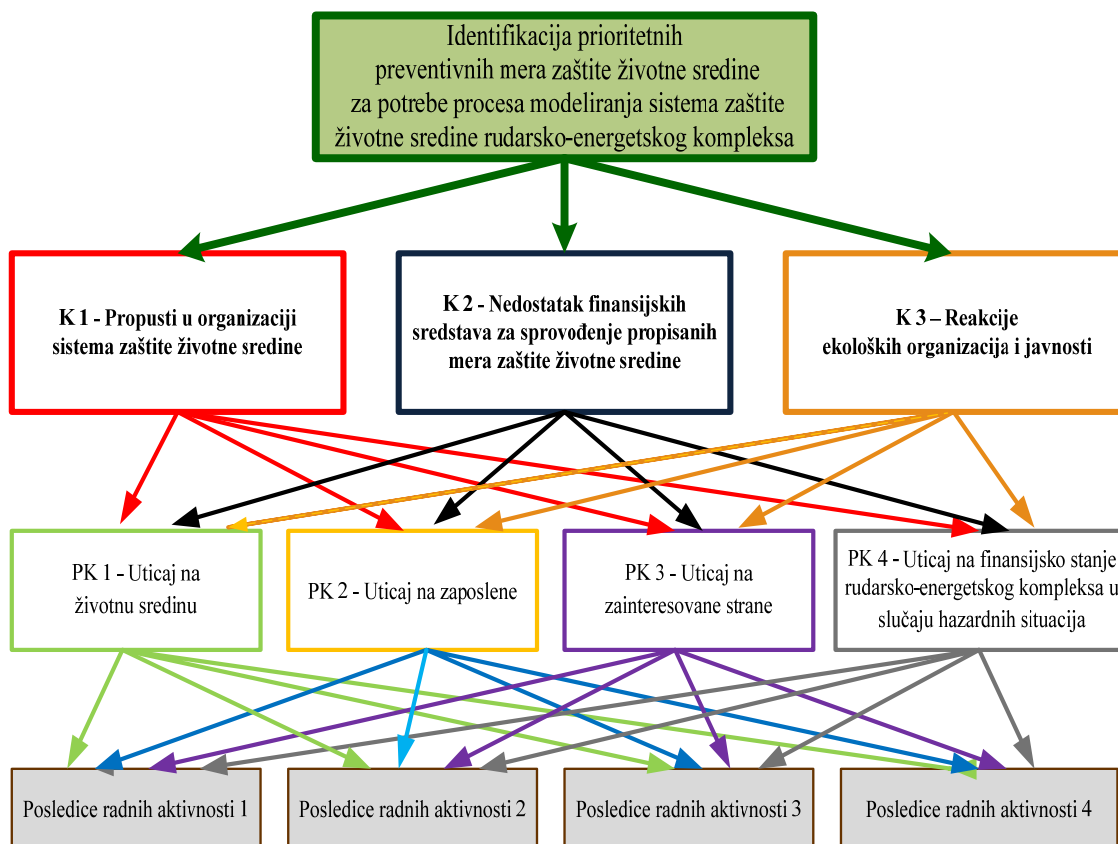 Identifikacija prioritetnih
preventivnih mera zaštite životne sredine
za potrebe procesa modeliranja sistema zaštite
životne sredine rudarsko-energetskog kompleksa
K 1 - Propusti u organizaciji
sistema zaštite životne sredine
K 2 - Nedostatak finansijskih
sredstava za sprovođenje propisanih
mera zaštite životne sredine
K 3 – Reakcije
ekoloških organizacija i javnosti
PK 1 - Uticaj na
životnu sredinu
PK 2 - Uticaj na zaposlene
PK 3 - Uticaj na
zainteresovane strane
PK 4 - Uticaj na finansijsko stanje
rudarsko-energetskog kompleksa u
slučaju hazardnih situacija
Posledice radnih aktivnosti 1
Posledice radnih aktivnosti 2
Posledice radnih aktivnosti 3
Posledice radnih aktivnosti 4